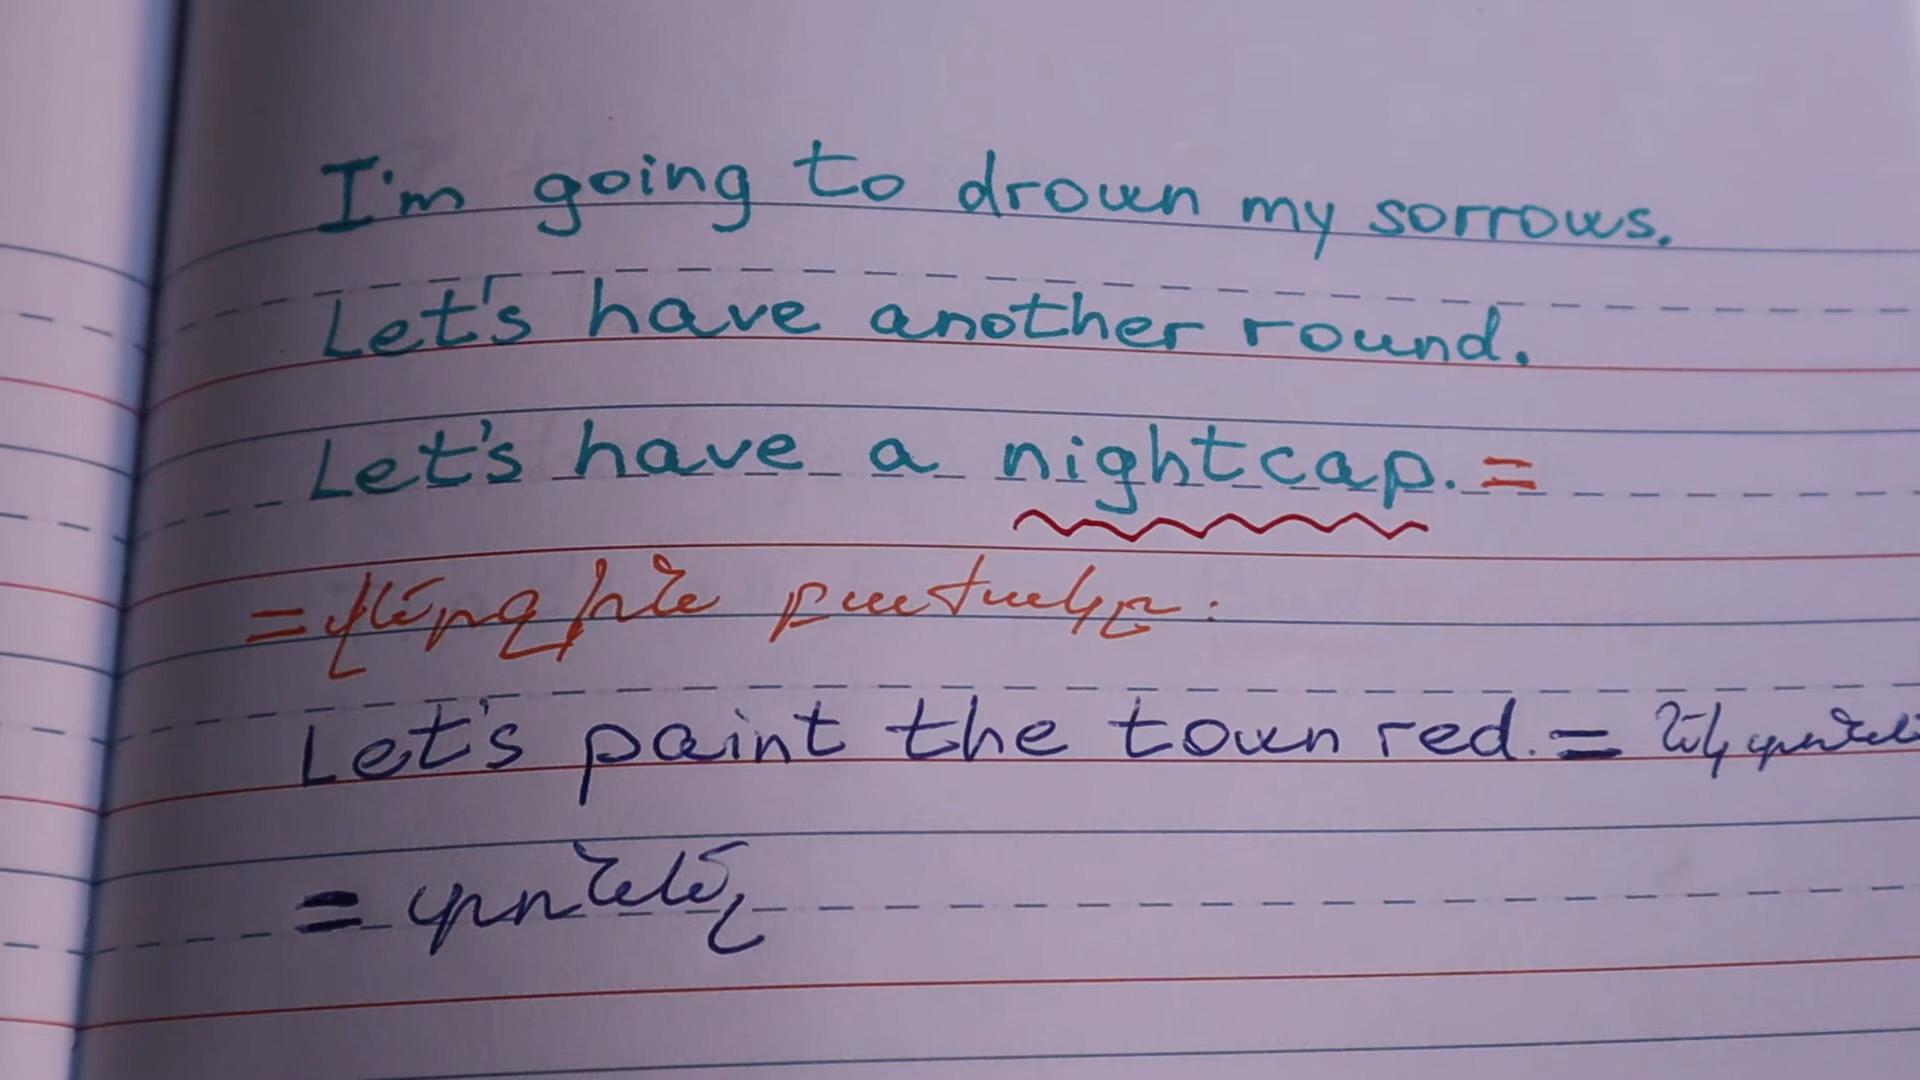 I'm going to drown my sorrows.
Let's have another round.
Let's have a nightcap. =
= վերջին բաժակը:
Let's paint the town red. =
=